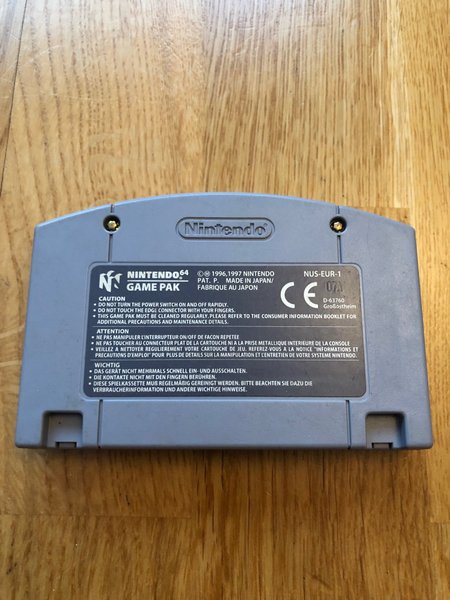 Nintendo
NINTENDO 64
GAME PAK
©Ⓟ 1996,1997 NINTENDO
PAT. P. MADE IN JAPAN/
FABRIQUE AU JAPON
NUS-EUR-1
CE
D-63760
Großostheim
CAUTION
• DO NOT TURN THE POWER SWITCH ON AND OFF RAPIDLY.
• DO NOT TOUCH THE EDGE CONNECTOR WITH YOUR FINGERS.
• THIS GAME PAK MUST BE CLEANED REGULARLY. PLEASE REFER TO THE CONSUMER INFORMATION BOOKLET FOR
ADDITIONAL PRECAUTIONS AND MAINTENANCE DETAILS.
ATTENTION
• NE PAS MANIPULER L'INTERRUPTEUR ON/OFF DE FACON REPETEE
• NE PAS TOUCHER AU CONNECTEUR PLAT DE LA CARTOUCHE NI A LA PRISE METALLIQUE INTERIEURE DE LA CONSOLE
• VEILLEZ A NETTOYER REGULIEREMENT VOTRE CARTOUCHE DE JEU. REFEREZ-VOUS A LA NOTICE "INFORMATIONS ET
PRECAUTIONS D'EMPLOI" POUR PLUS DE DETAILS SUR LA MANIPULATION ET L'ENTRETIEN DE VOTRE SYSTEME NINTENDO.
WICHTIG
• DAS GERÄT NICHT MEHRMALS SCHNELL EIN- UND AUSSCHALTEN.
• DIE KONTAKTE NICHT MIT DEN FINGERN BERÜHREN.
• DIESE SPIELKASSETTE MUß REGELMÄßIG GEREINIGT WERDEN. BITTE BEACHTEN SIE DAZU DIE
VERBRAUCHERINFORMATION UND ANDERE WICHTIGE HINWEISE.